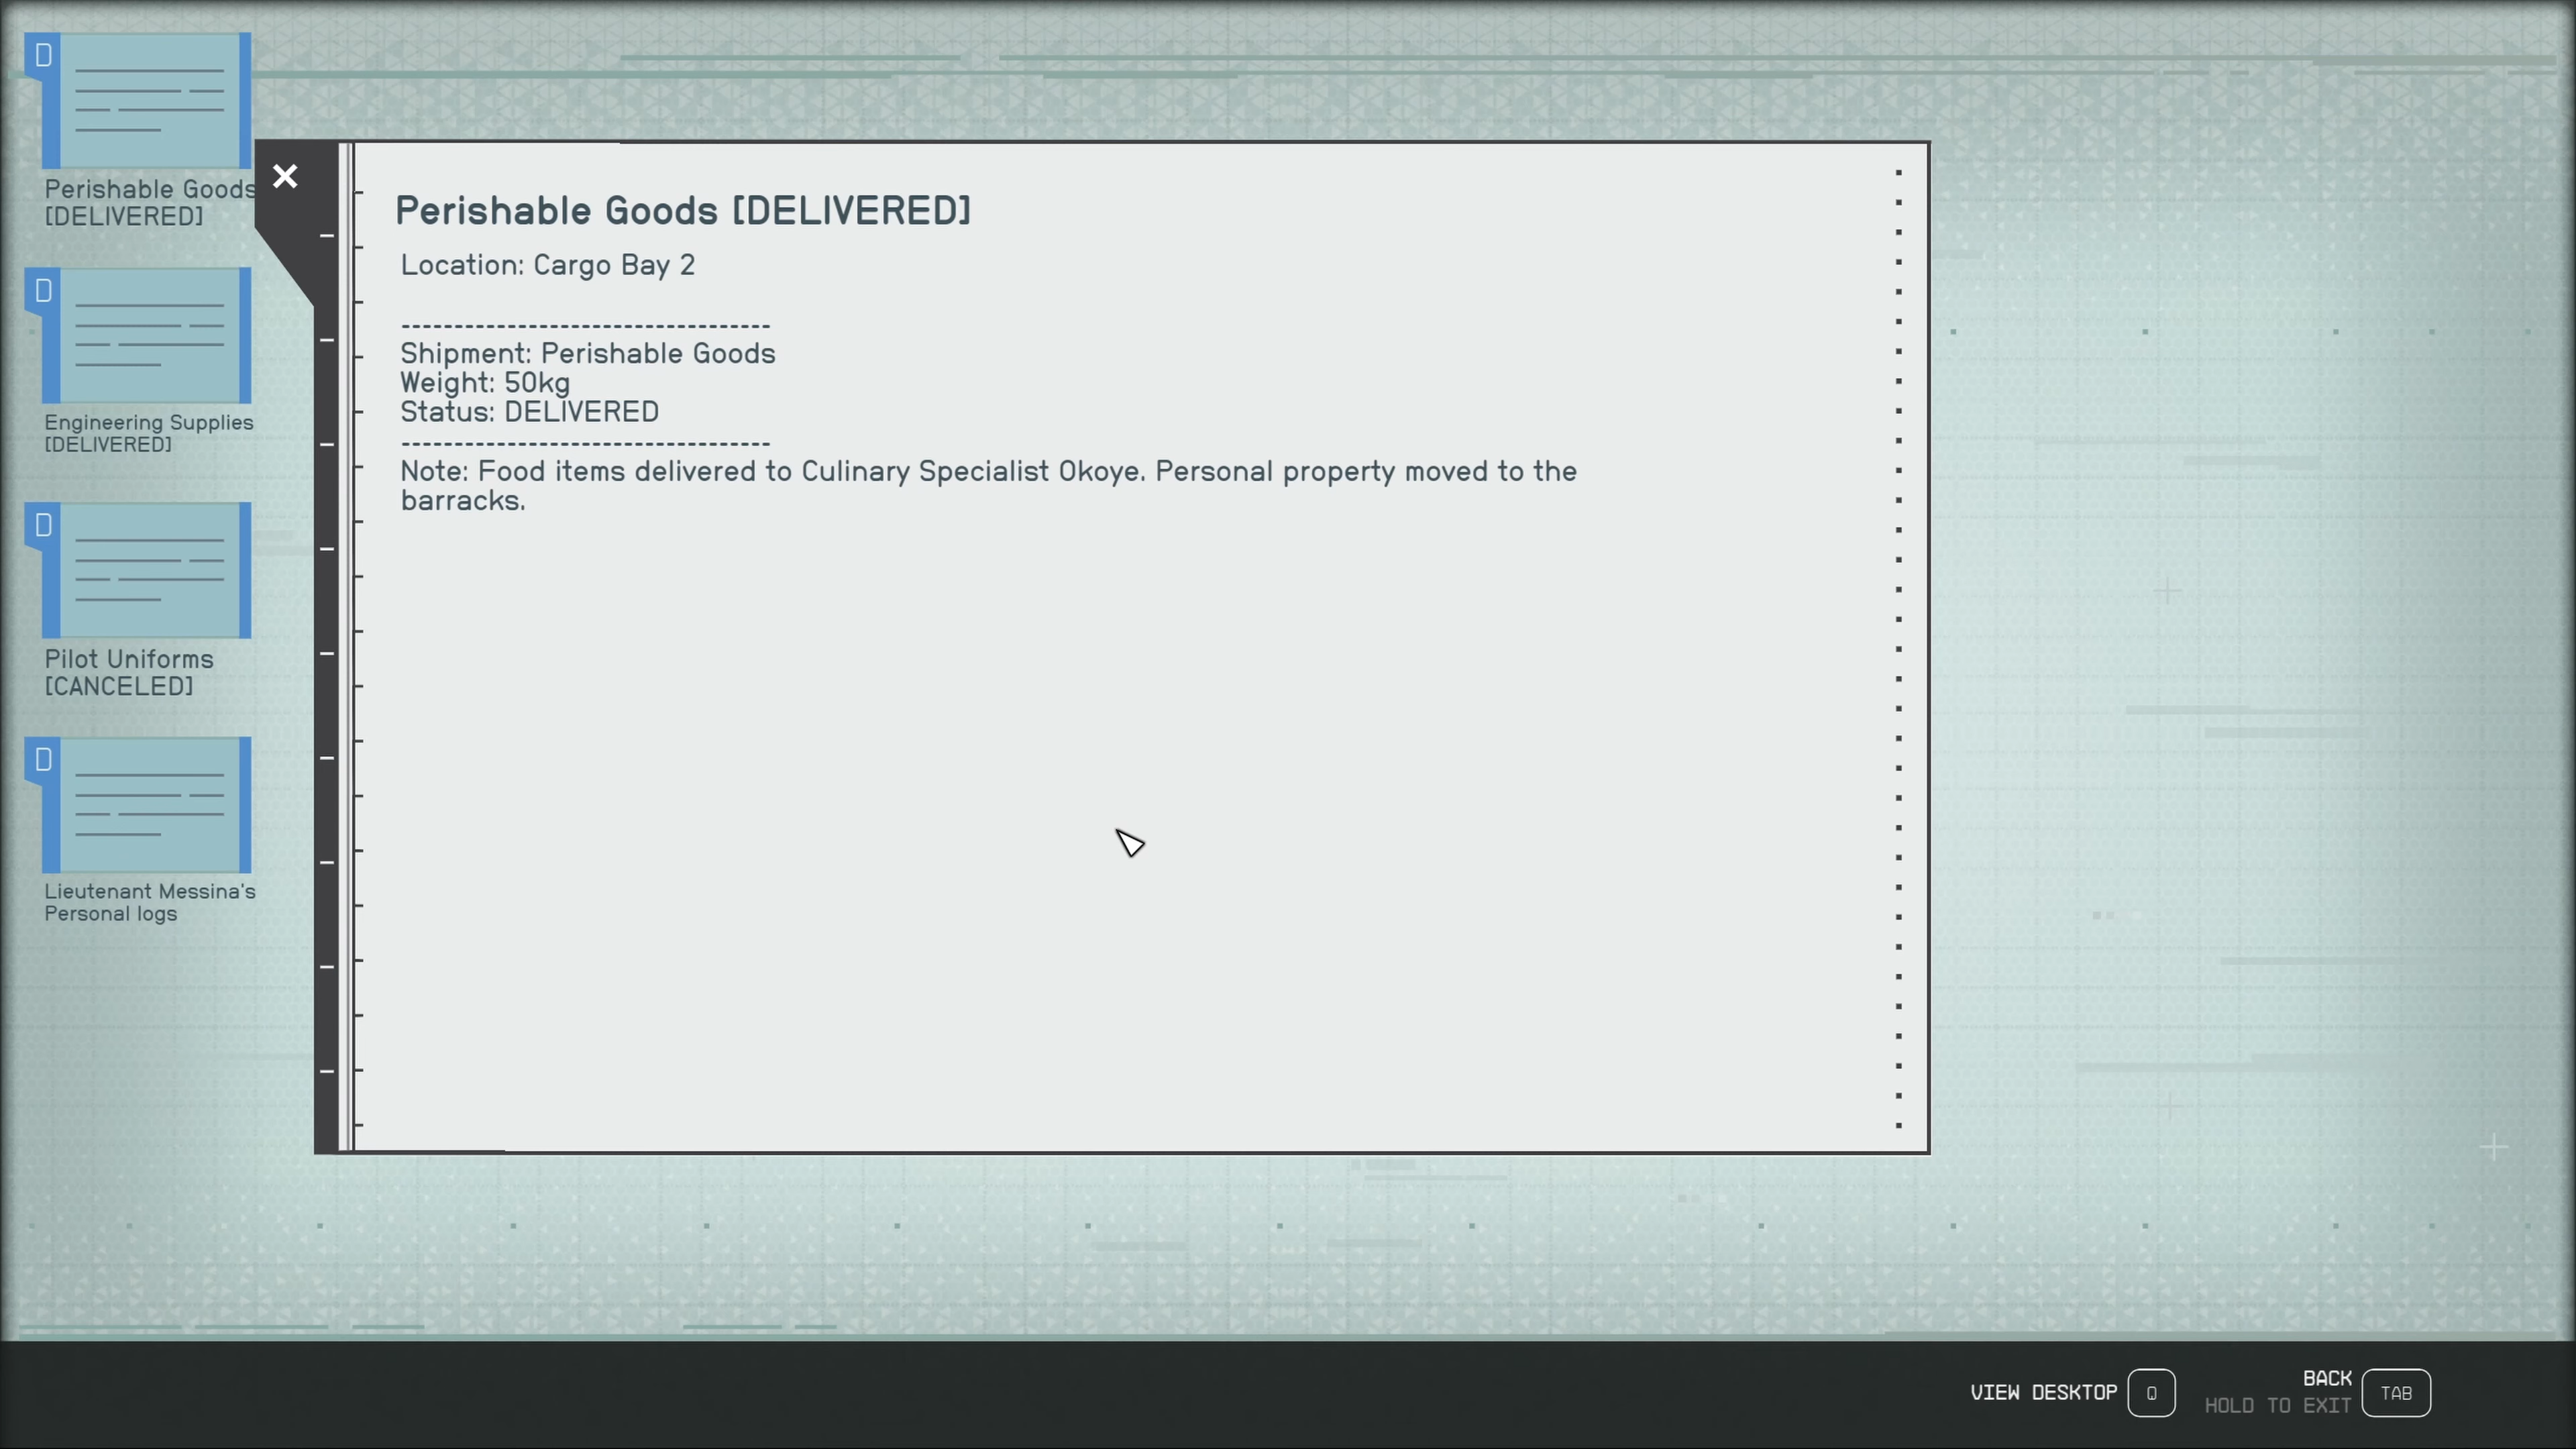 D
Perishable Goods
[DELIVERED]
D
Engineering Supplies
[DELIVERED]
D
Pilot Uniforms
[CANCELED]
D
Lieutenant Messina's
Personal logs
Perishable Goods [DELIVERED]
Location: Cargo Bay 2
-----------------------------------
Shipment: Perishable Goods
Weight: 50kg
Status: DELIVERED
-----------------------------------
Note: Food items delivered to Culinary Specialist Okoye. Personal property moved to the
barracks.
VIEW DESKTOP Q
BACK
HOLD TO EXIT TAB